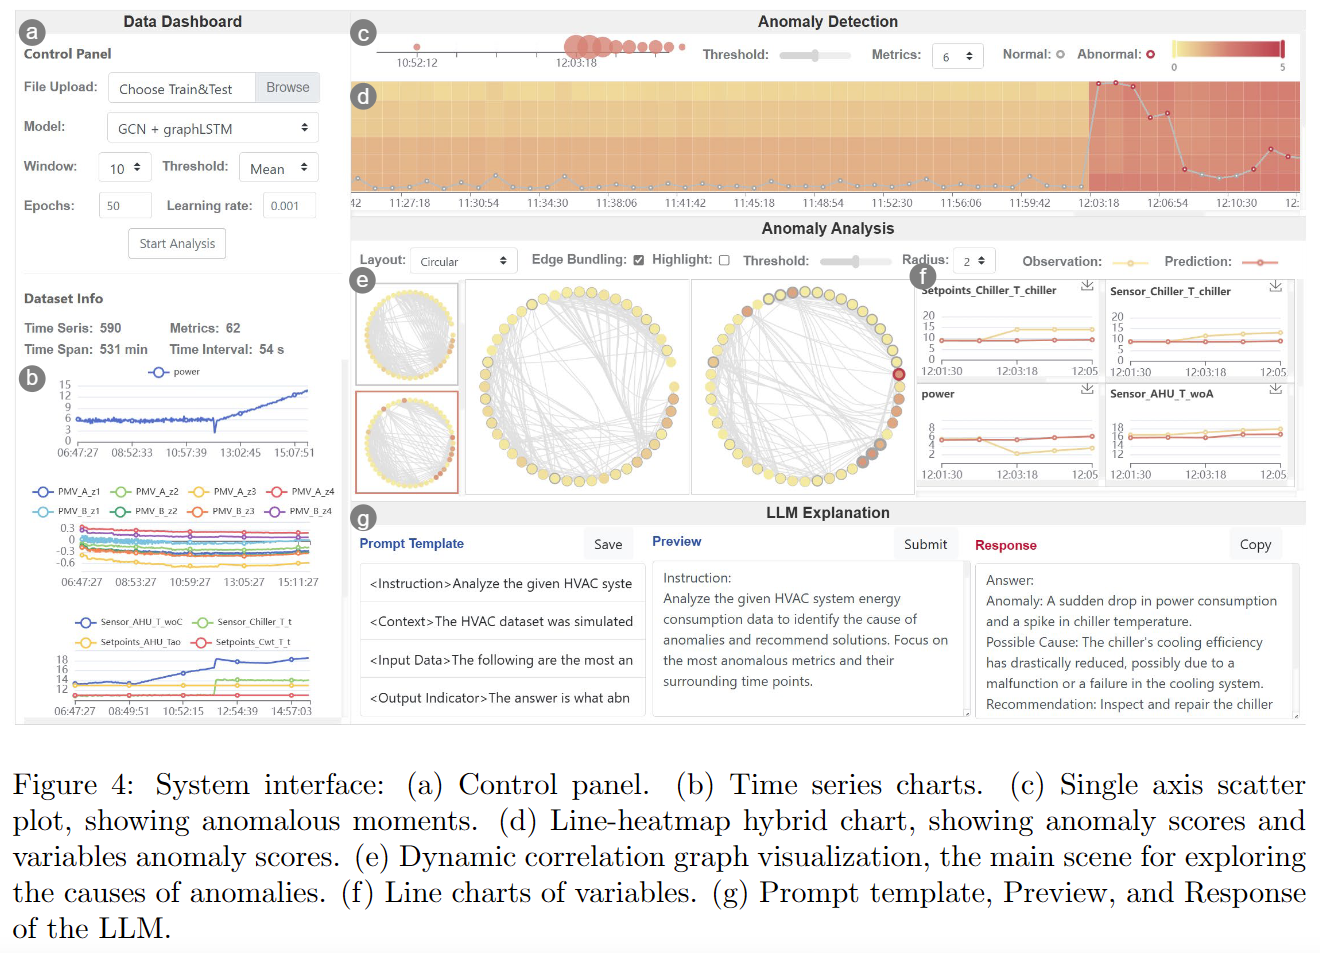 a
Data Dashboard
Control Panel
File Upload: Choose Train&Test Browse
Model: GCN + graphLSTM
Window: 10 Threshold: Mean
Epochs: 50 Learning rate: 0.001
Start Analysis
Dataset Info
Time Seris: 590 Metrics: 62
Time Span: 531 min Time Interval: 54 s
b
power
15
12
9
6
3
0
06:47:27 08:52:33 10:57:39 13:02:45 15:07:51
PMV_A_z1 PMV_A_z2 PMV_A_z3 PMV_A_z4
PMV_B_z1 PMV_B_z2 PMV_B_z3 PMV_B_z4
0.3
0
-0.3
-0.6
06:47:27 08:53:27 10:59:27 13:05:27 15:11:27
Sensor_AHU_T_woC Sensor_Chiller_T_t
Setpoints_AHU_Tao Setpoints_Cwt_T_t
18
16
14
12
06:47:27 08:49:51 10:52:15 12:54:39 14:57:03
Anomaly Detection
c
10:52:12 12:03:18
Threshold: Metrics: 6 Normal: Abnormal: 0 5
d
42 11:27:18 11:30:54 11:34:30 11:38:06 11:41:42 11:45:18 11:48:54 11:52:30 11:56:06 11:59:42 12:03:18 12:06:54 12:10:30 12:
Anomaly Analysis
Layout: Circular Edge Bundling: Highlight: Threshold: Radius: 2 Observation: Prediction:
e
f
Setpoints_Chiller_T_chiller
20
15
10
5
0
12:01:30 12:03:18 12:05
Sensor_Chiller_T_chiller
20
15
10
5
0
12:01:30 12:03:18 12:05
power
8
6
4
2
12:01:30 12:03:18 12:05
Sensor_AHU_T_woA
18
16
14
12
12:01:30 12:03:18 12:05
g
LLM Explanation
Prompt Template Save
<Instruction>Analyze the given HVAC syste
<Context>The HVAC dataset was simulated
<Input Data>The following are the most an
<Output Indicator>The answer is what abn
Preview Submit
Instruction:
Analyze the given HVAC system energy
consumption data to identify the cause of
anomalies and recommend solutions. Focus on
the most anomalous metrics and their
surrounding time points.
Response Copy
Answer:
Anomaly: A sudden drop in power consumption
and a spike in chiller temperature.
Possible Cause: The chiller's cooling efficiency
has drastically reduced, possibly due to a
malfunction or a failure in the cooling system.
Recommendation: Inspect and repair the chiller
Figure 4: System interface: (a) Control panel. (b) Time series charts. (c) Single axis scatter
plot, showing anomalous moments. (d) Line-heatmap hybrid chart, showing anomaly scores and
variables anomaly scores. (e) Dynamic correlation graph visualization, the main scene for exploring
the causes of anomalies. (f) Line charts of variables. (g) Prompt template, Preview, and Response
of the LLM.